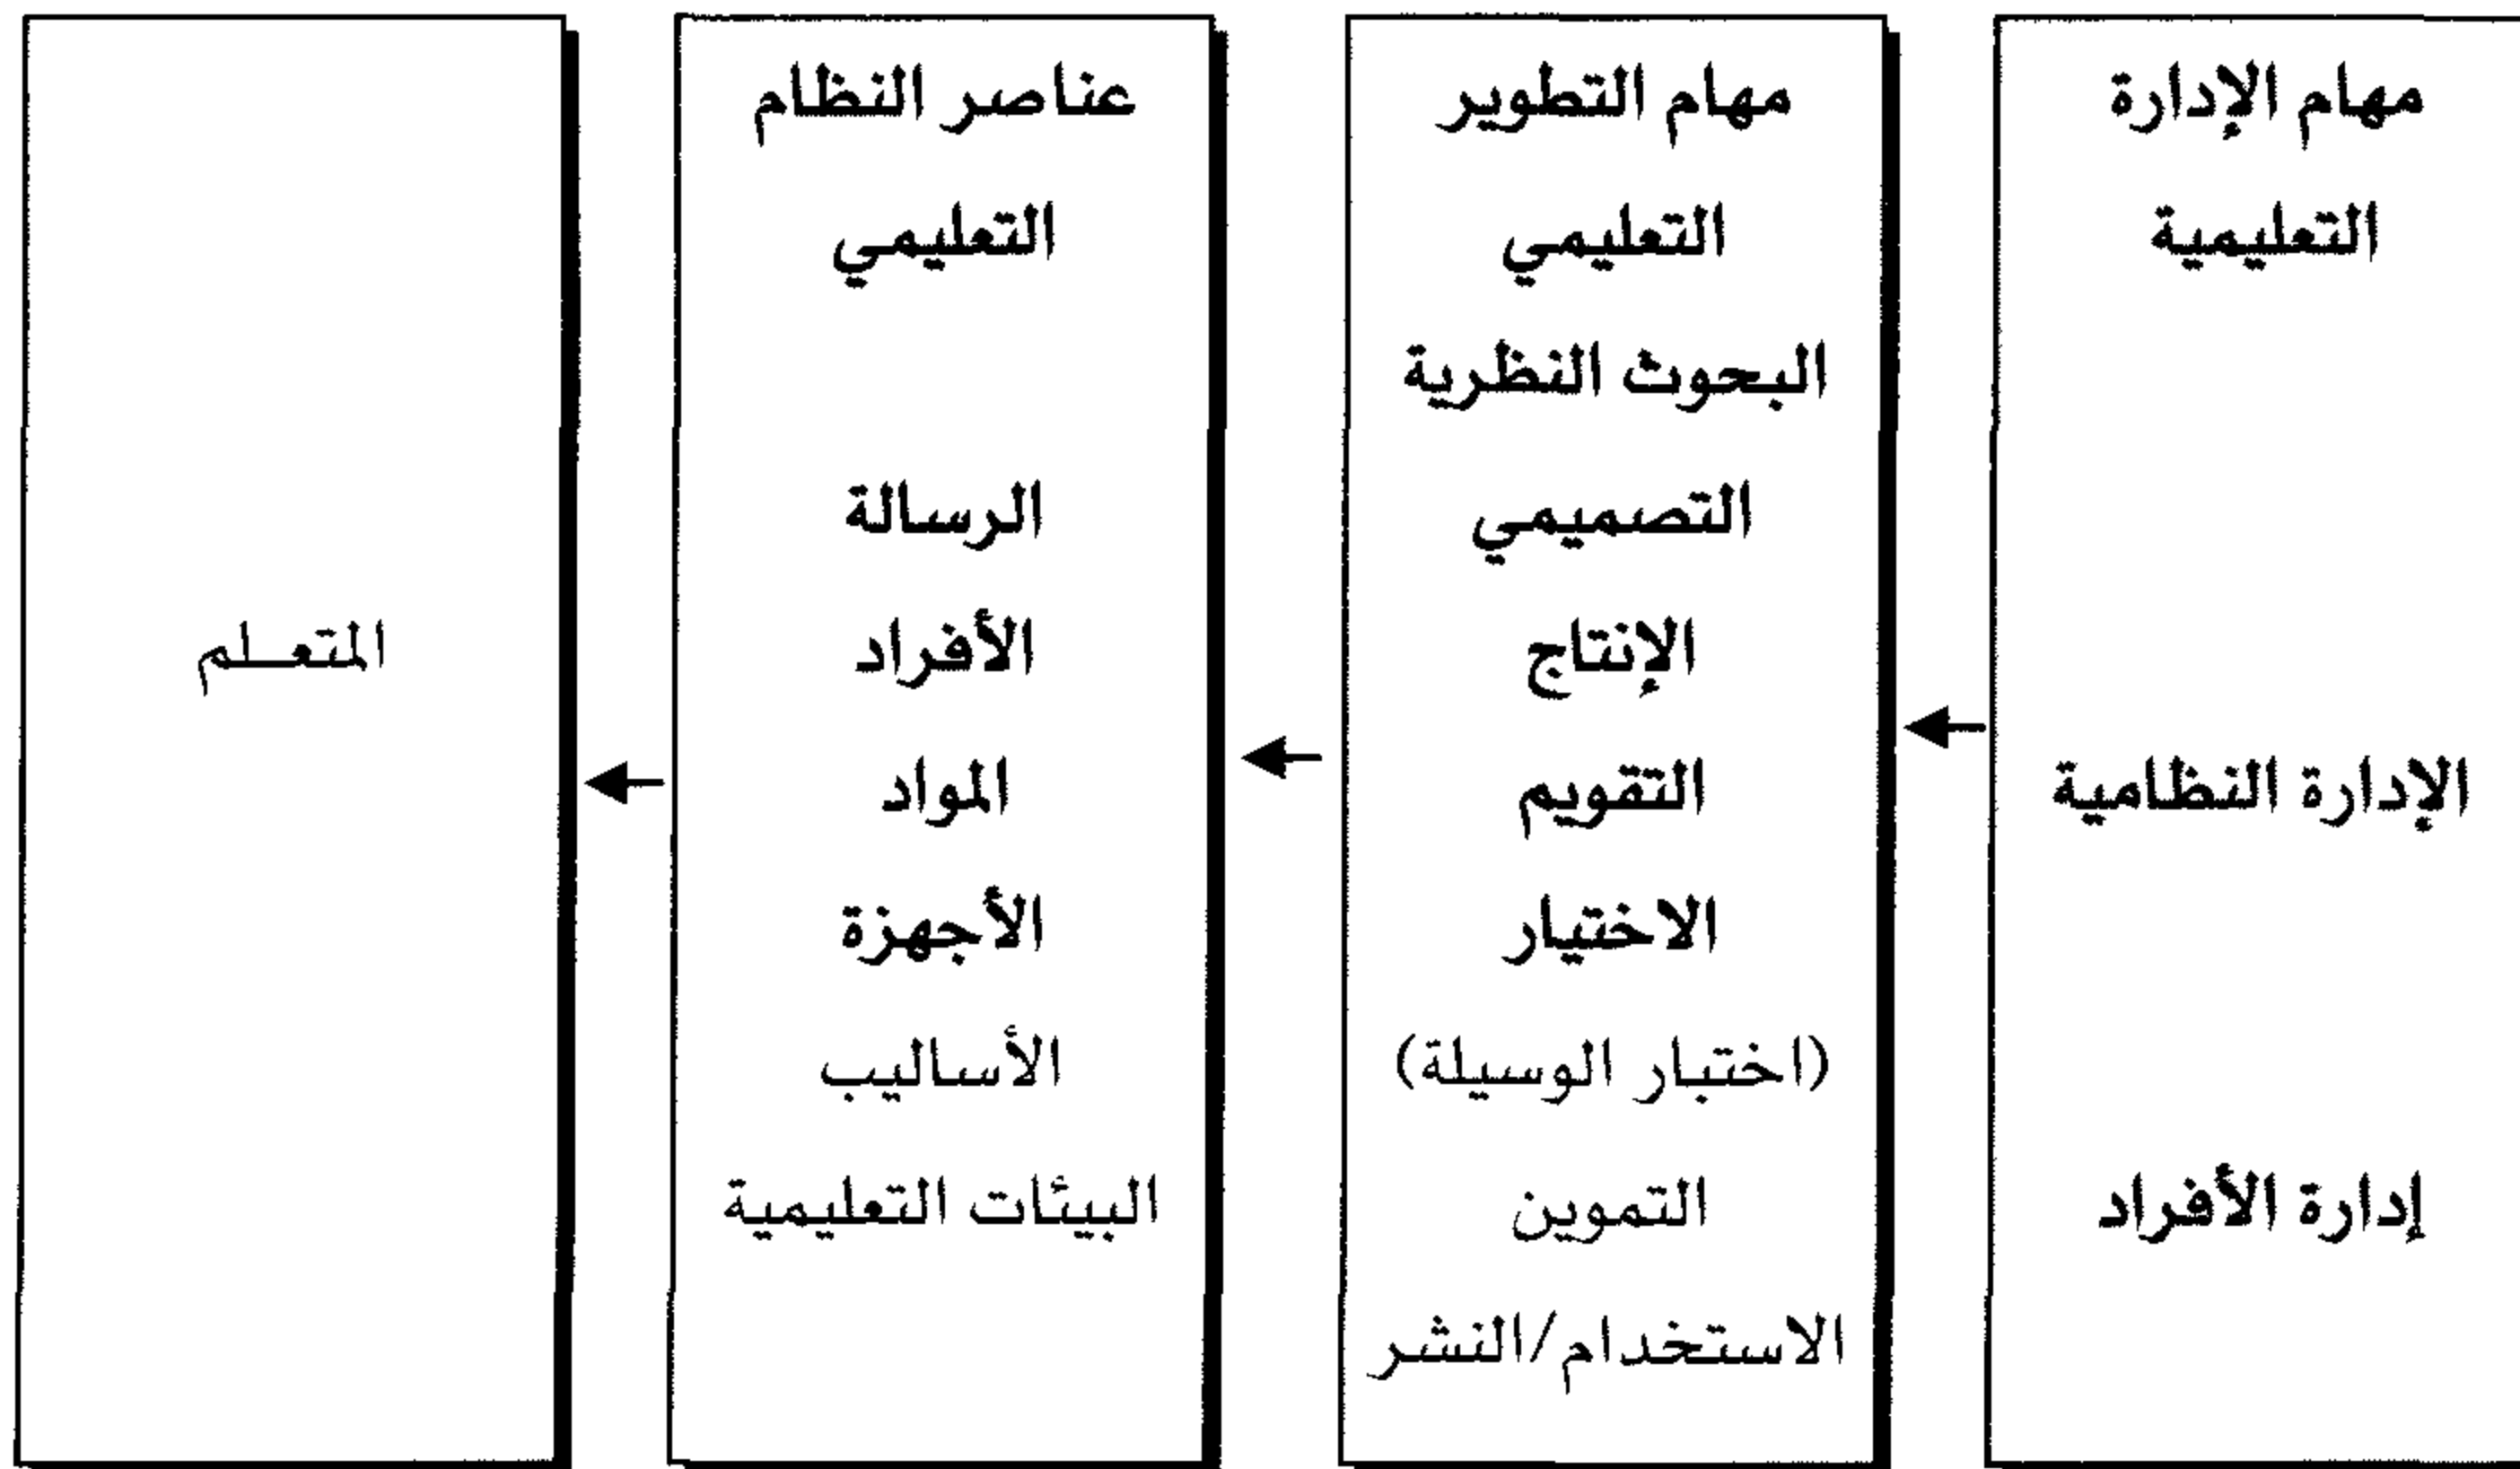 مهام الإدارة
التعليمية
الإدارة النظامية
إدارة الأفراد
مهام التطوير
التعليمي
البحوث النظرية
التصميمي
الإنتاج
التقويم
الاختيار
(اختبار الوسيلة)
التموين
الاستخدام/النشر
عناصر النظام
التعليمي
الرسالة
الأفراد
المواد
الأجهزة
الأساليب
البيئات التعليمية
المتعلم